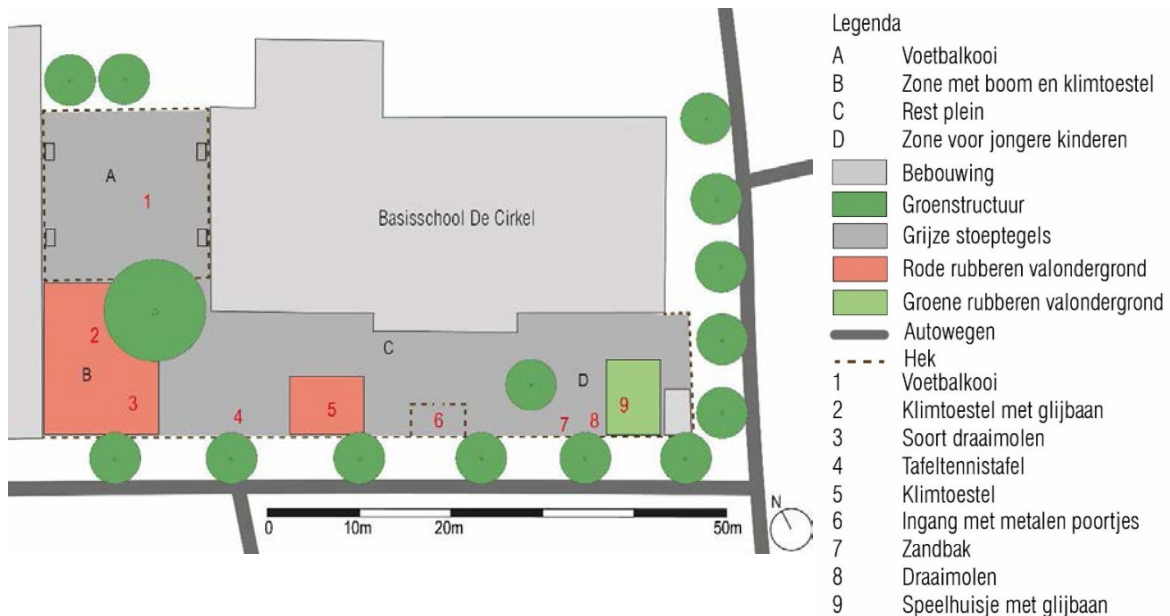 A
1
Basisschool De Cirkel
2
B
3
C
4
5
6
D
7
8
9
N
0 10m 20m 50m
Legenda
A Voetbalkooi
B Zone met boom en klimtoestel
C Rest plein
D Zone voor jongere kinderen
Bebouwing
Groenstructuur
Grijze stoeptegels
Rode rubberen valondergrond
Groene rubberen valondergrond
Autowegen
Hek
1 Voetbalkooi
2 Klimtoestel met glijbaan
3 Soort draaimolen
4 Tafeltennistafel
5 Klimtoestel
6 Ingang met metalen poortjes
7 Zandbak
8 Draaimolen
9 Speelhuisje met glijbaan